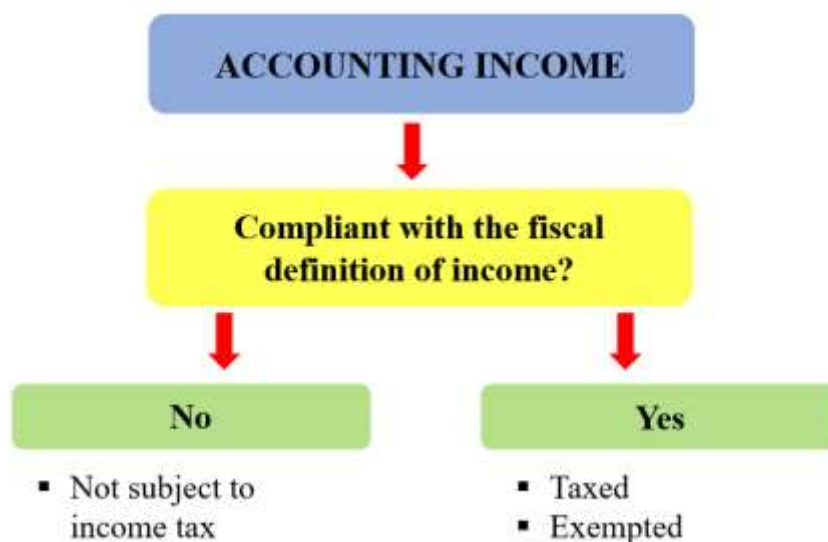 ACCOUNTING INCOME
Compliant with the fiscal
definition of income?
No
Yes
▪ Not subject to
income tax
▪ Taxed
▪ Exempted